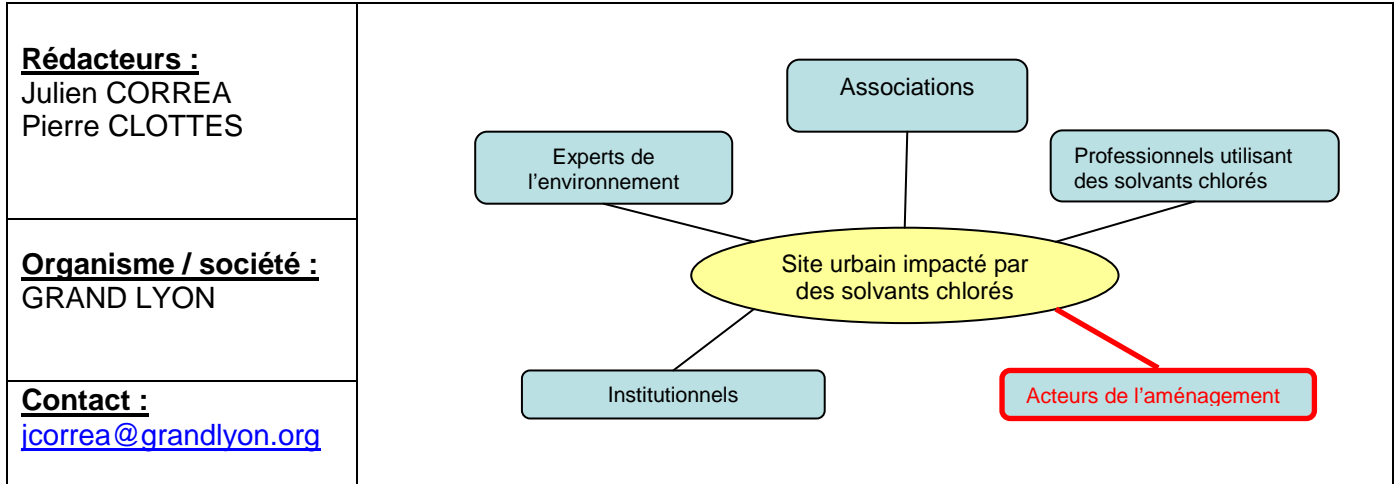 Rédacteurs :
Julien CORREA
Pierre CLOTTES
Organisme / société :
GRAND LYON
Contact :
jcorrea@grandlyon.org
Associations
Experts de
l'environnement
Professionnels utilisant
des solvants chlorés
Site urbain impacté par
des solvants chlorés
Institutionnels
Acteurs de l'aménagement